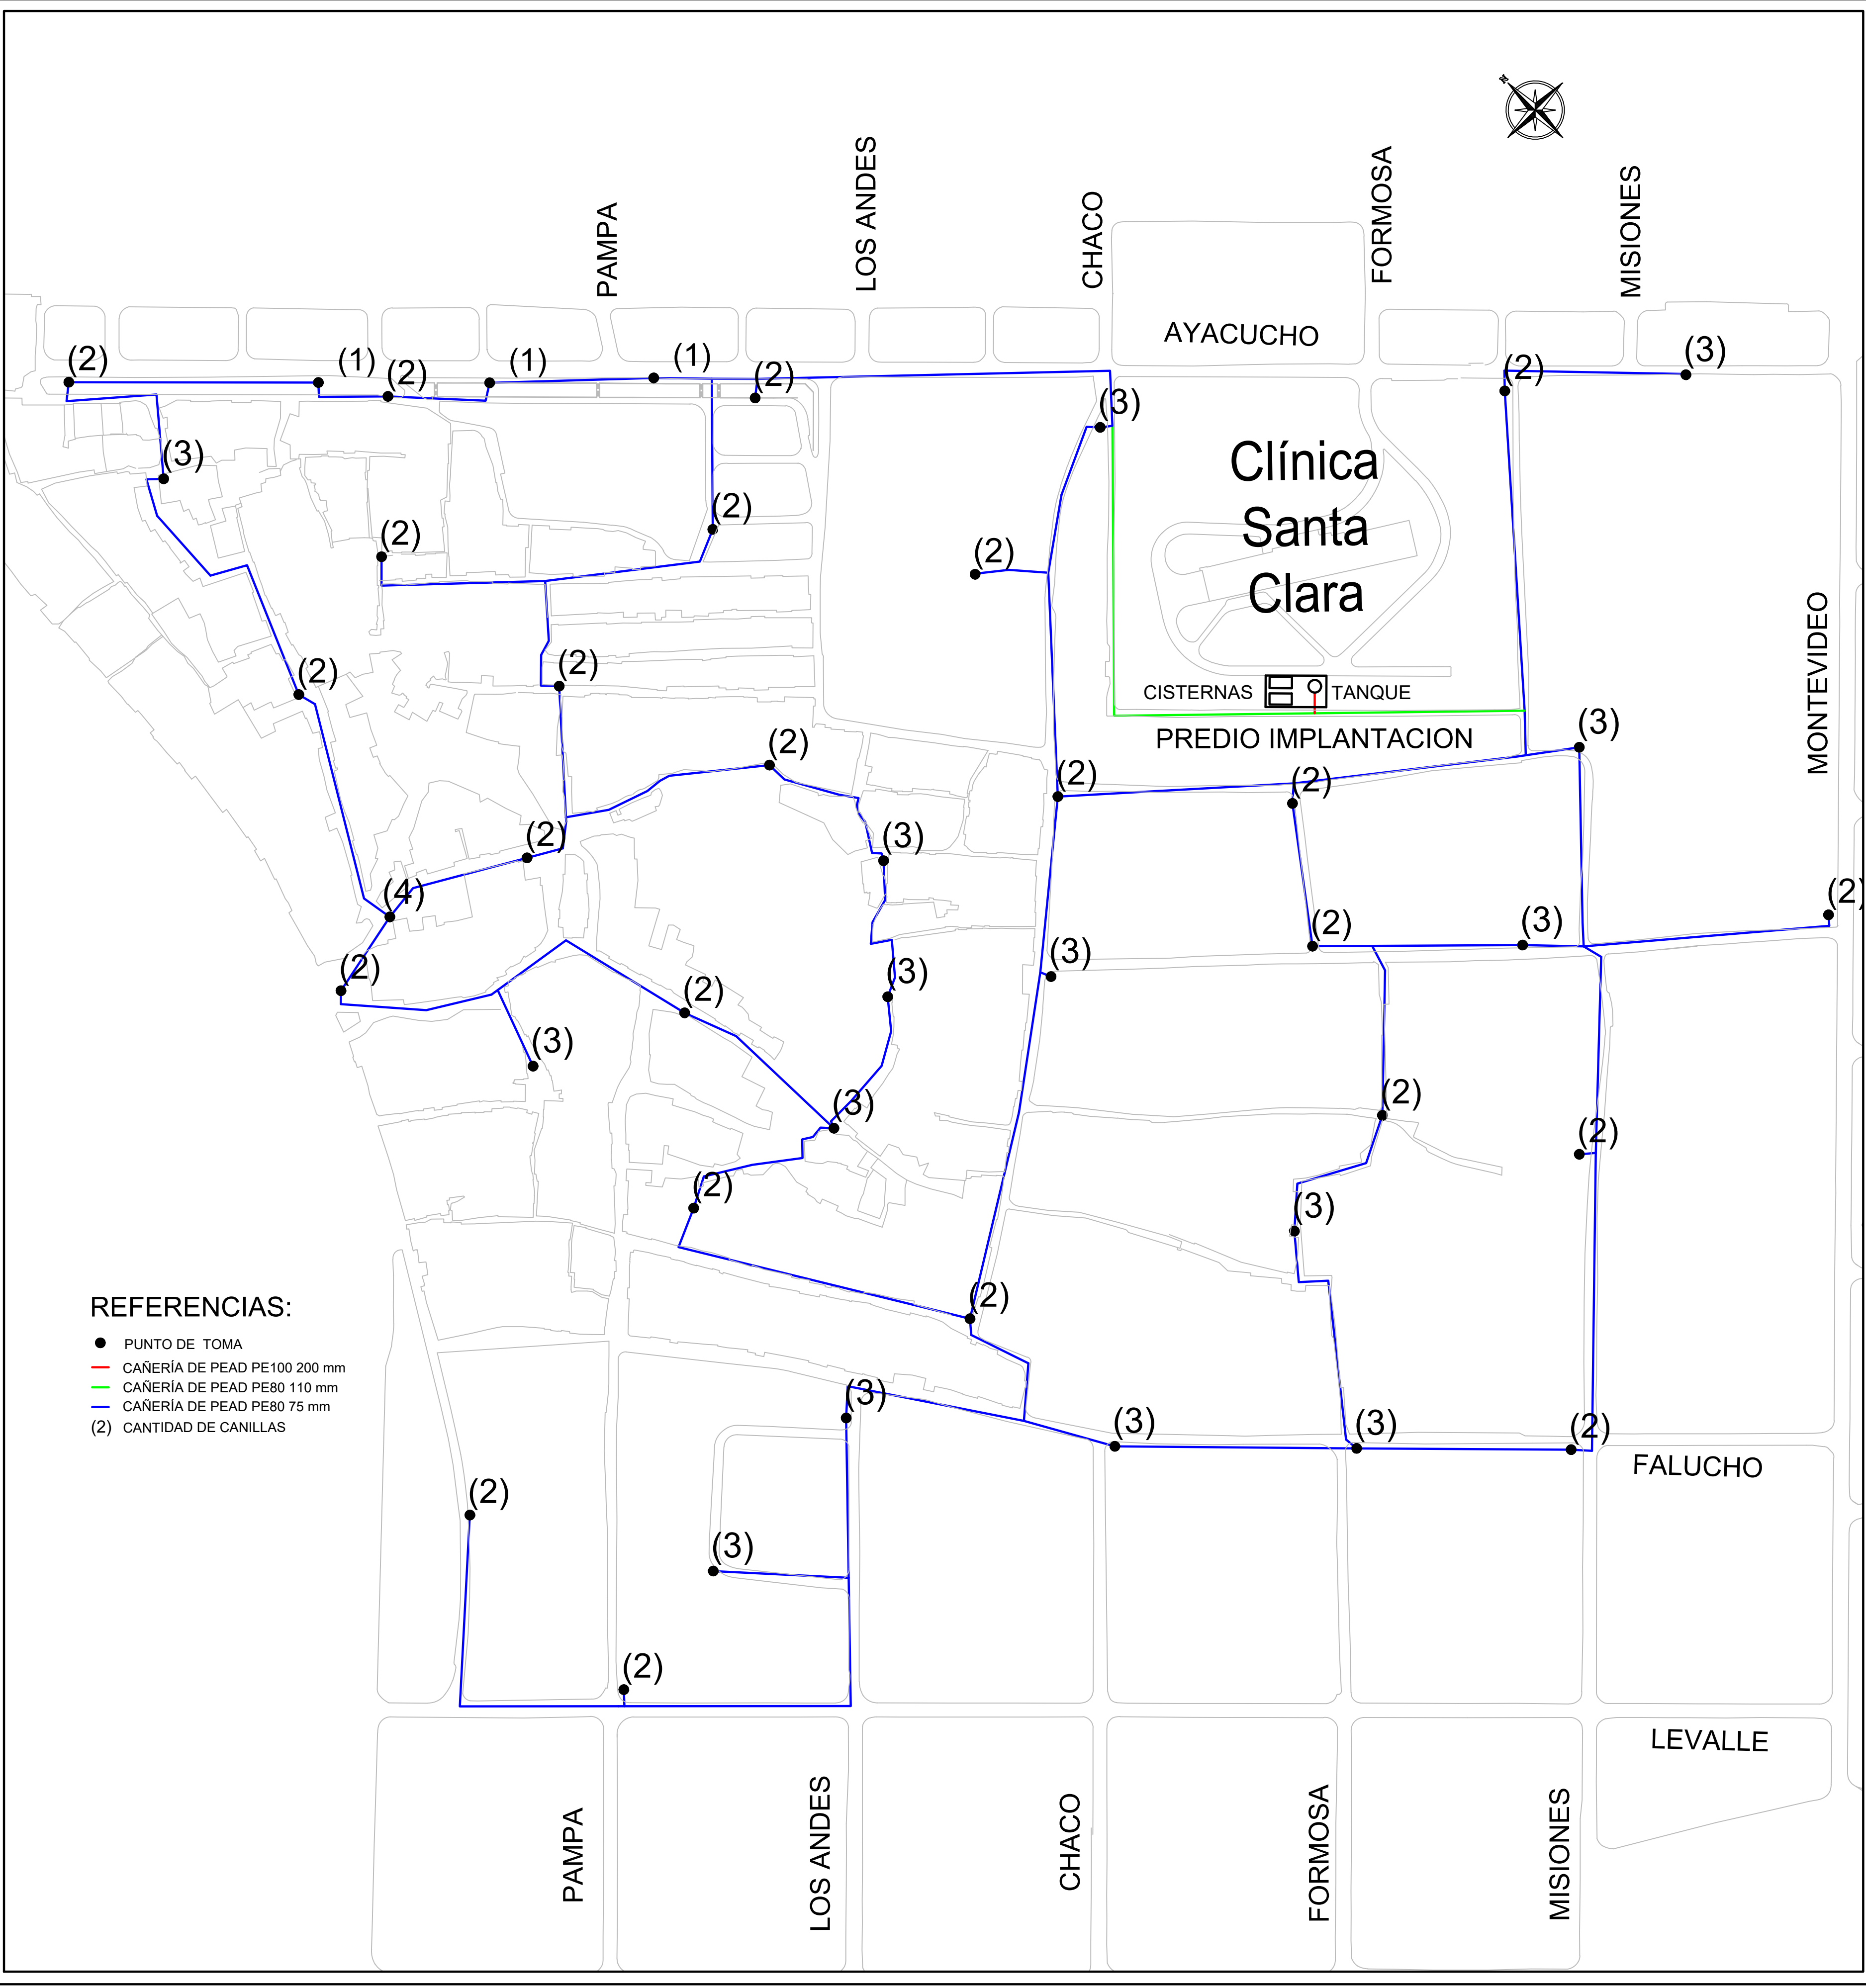 N
PAMPA
LOS ANDES
CHACO
FORMOSA
MISIONES
AYACUCHO
(2)
(1)
(2)
(1)
(1)
(2)
(2)
(3)
(3)
Clínica
Santa
Clara
(3)
(2)
(2)
(2)
(2)
(2)
(2)
MONTEVIDEO
CISTERNAS
TANQUE
PREDIO IMPLANTACION
(3)
(2)
(2)
(2)
(2)
(3)
(4)
(2)
(3)
(2)
(2)
(3)
(3)
(2)
(3)
(2)
(3)
(2)
(2)
(2)
(3)
(2)
(3)
REFERENCIAS:
PUNTO DE TOMA
CAÑERÍA DE PEAD PE100 200 mm
CAÑERÍA DE PEAD PE80 110 mm
CAÑERÍA DE PEAD PE80 75 mm
(2) CANTIDAD DE CANILLAS
(3)
(3)
(3)
(2)
FALUCHO
(2)
(3)
(2)
LEVALLE
PAMPA
LOS ANDES
CHACO
FORMOSA
MISIONES